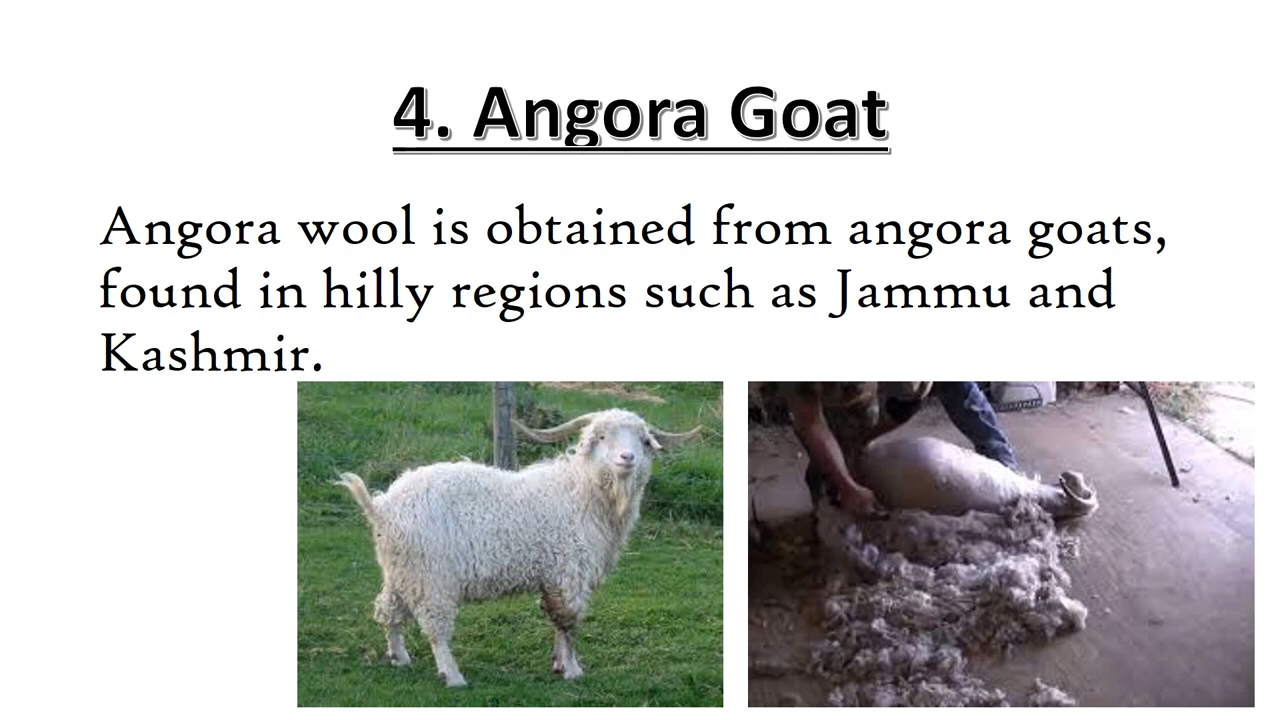 4. Angora Goat
Angora wool is obtained from angora goats,
found in hilly regions such as Jammu and
Kashmir.